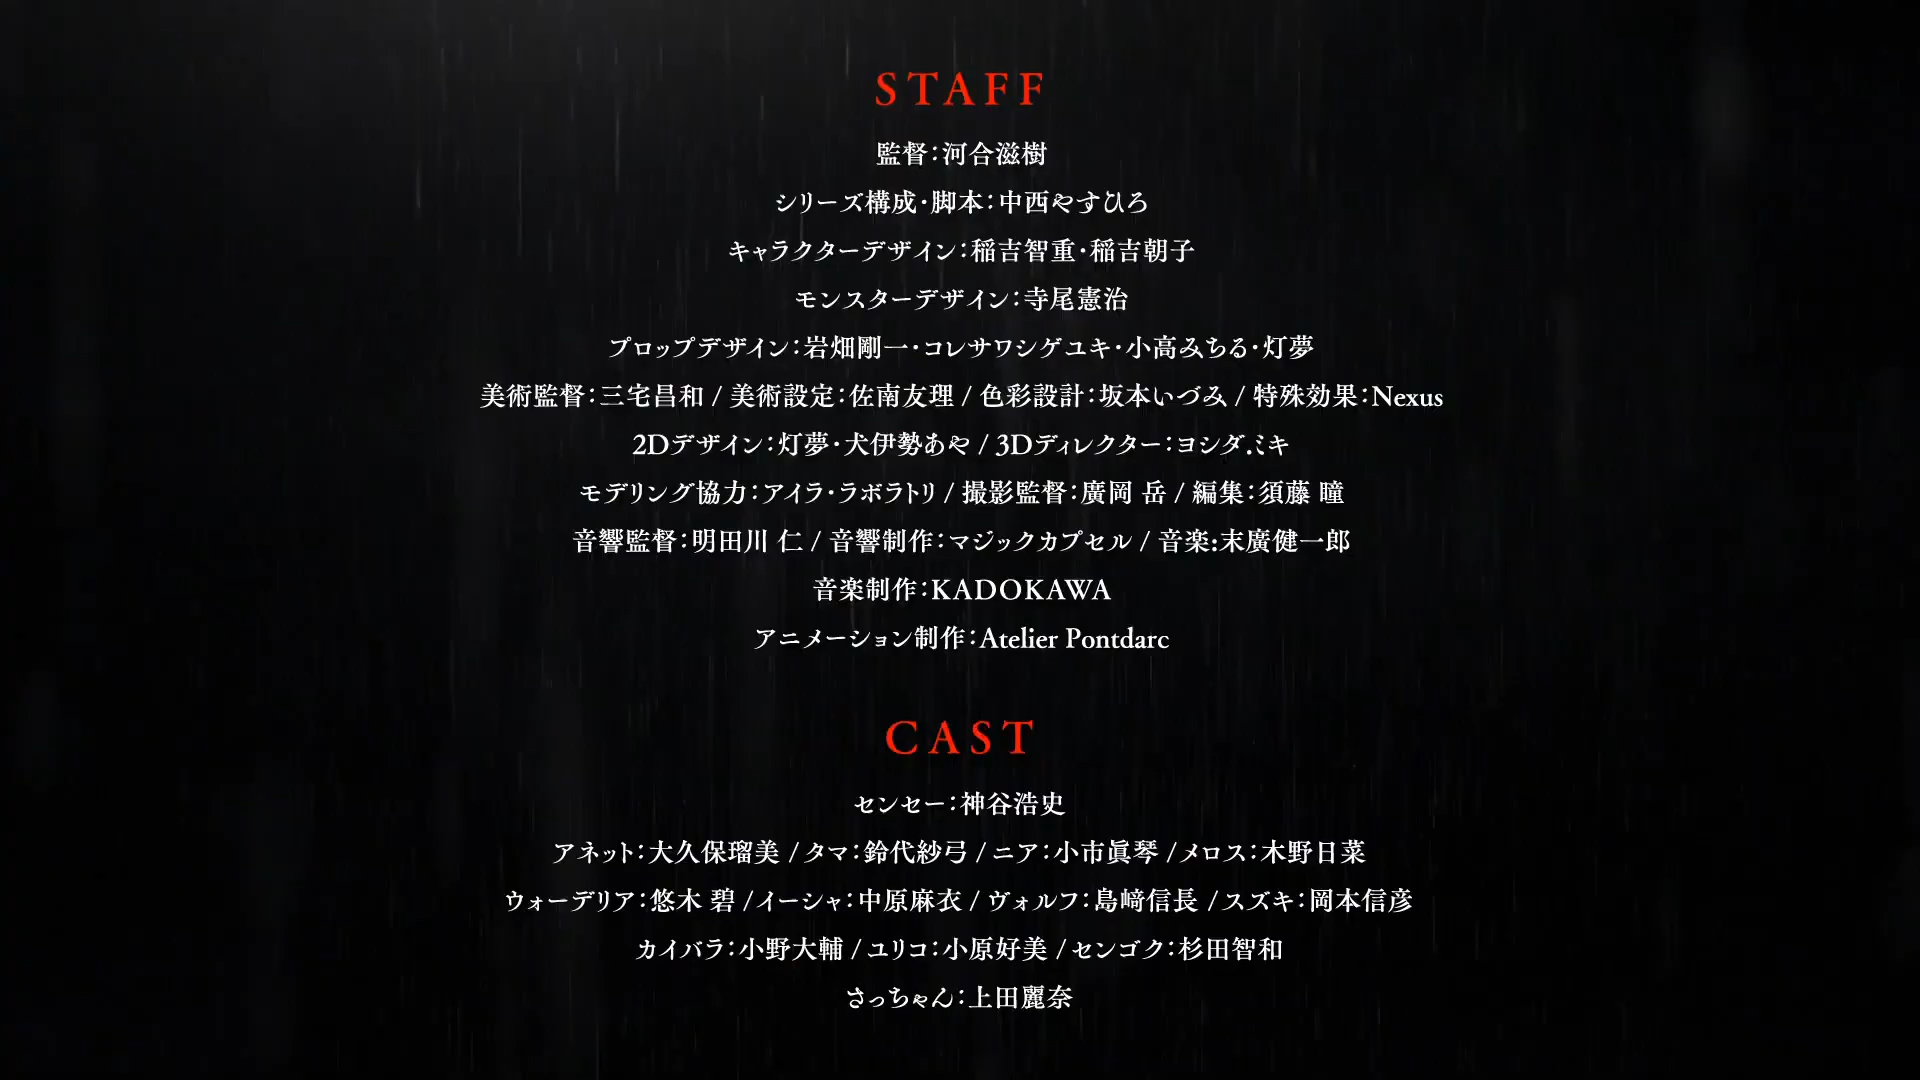 STAFF
監督：河合滋樹
シリーズ構成・脚本：中西やすひろ
キャラクターデザイン：稲吉智重・稲吉朝子
モンスターデザイン：寺尾憲治
プロップデザイン：岩畑剛一・コレサワシゲユキ・小高みちる・灯夢
美術監督：三宅昌和 / 美術設定：佐南友理 / 色彩設計：坂本いづみ / 特殊効果：Nexus
2Dデザイン：灯夢・犬伊勢あや / 3Dディレクター：ヨシダ.ミキ
モデリング協力：アイラ・ラボラトリ / 撮影監督：廣岡 岳 / 編集：須藤 瞳
音響監督：明田川 仁 / 音響制作：マジックカプセル / 音楽:末廣健一郎
音楽制作：KADOKAWA
アニメーション制作：Atelier Pontdarc
CAST
センセー：神谷浩史
アネット：大久保瑠美 / タマ：鈴代紗弓 / ニア：小市眞琴 / メロス：木野日菜
ウォーデリア：悠木 碧 / イーシャ：中原麻衣 / ヴォルフ：島﨑信長 / スズキ：岡本信彦
カイバラ：小野大輔 / ユリコ：小原好美 / センゴク：杉田智和
さっちゃん：上田麗奈